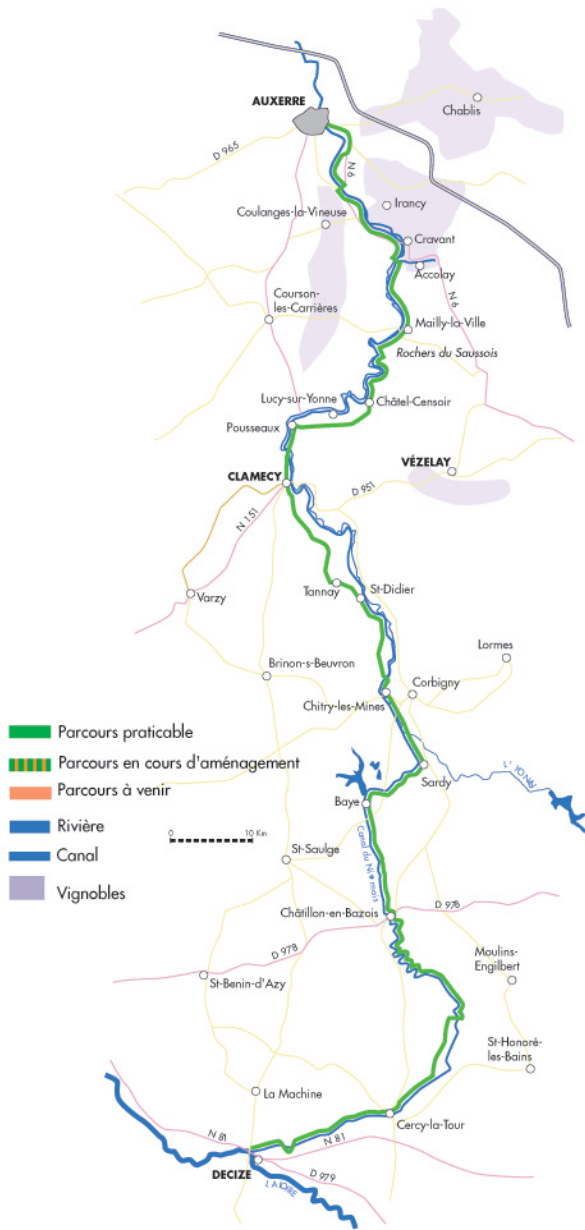 AUXERRE
Chablis
D 965
N 6
Irancy
Coulanges-la-Vineuse
Cravant
Accolay
Courson-
les-Carrières
N 6
Mailly-la-Ville
Rochers du Saussois
Lucy-sur-Yonne
Châtel-Censoir
Pousseaux
VÉZELAY
CLAMECY
D 951
N 151
Tannay
St-Didier
Varzy
Lormes
Brinon-s-Beuvron
Corbigny
Chitry-les-Mines
Parcours praticable
Parcours en cours d'aménagement
Parcours à venir
Rivière
Canal
Vignobles
L'YONNE
Sardy
Baye
0 10 Km
St-Saulge
Canal du Nivernais
Châtillon-en-Bazois
D 978
D 978
Moulins-
Engilbert
St-Benin-d'Azy
St-Honoré-
les-Bains
La Machine
Cercy-la-Tour
N 81
N 81
DECIZE
D 979
LA LOIRE